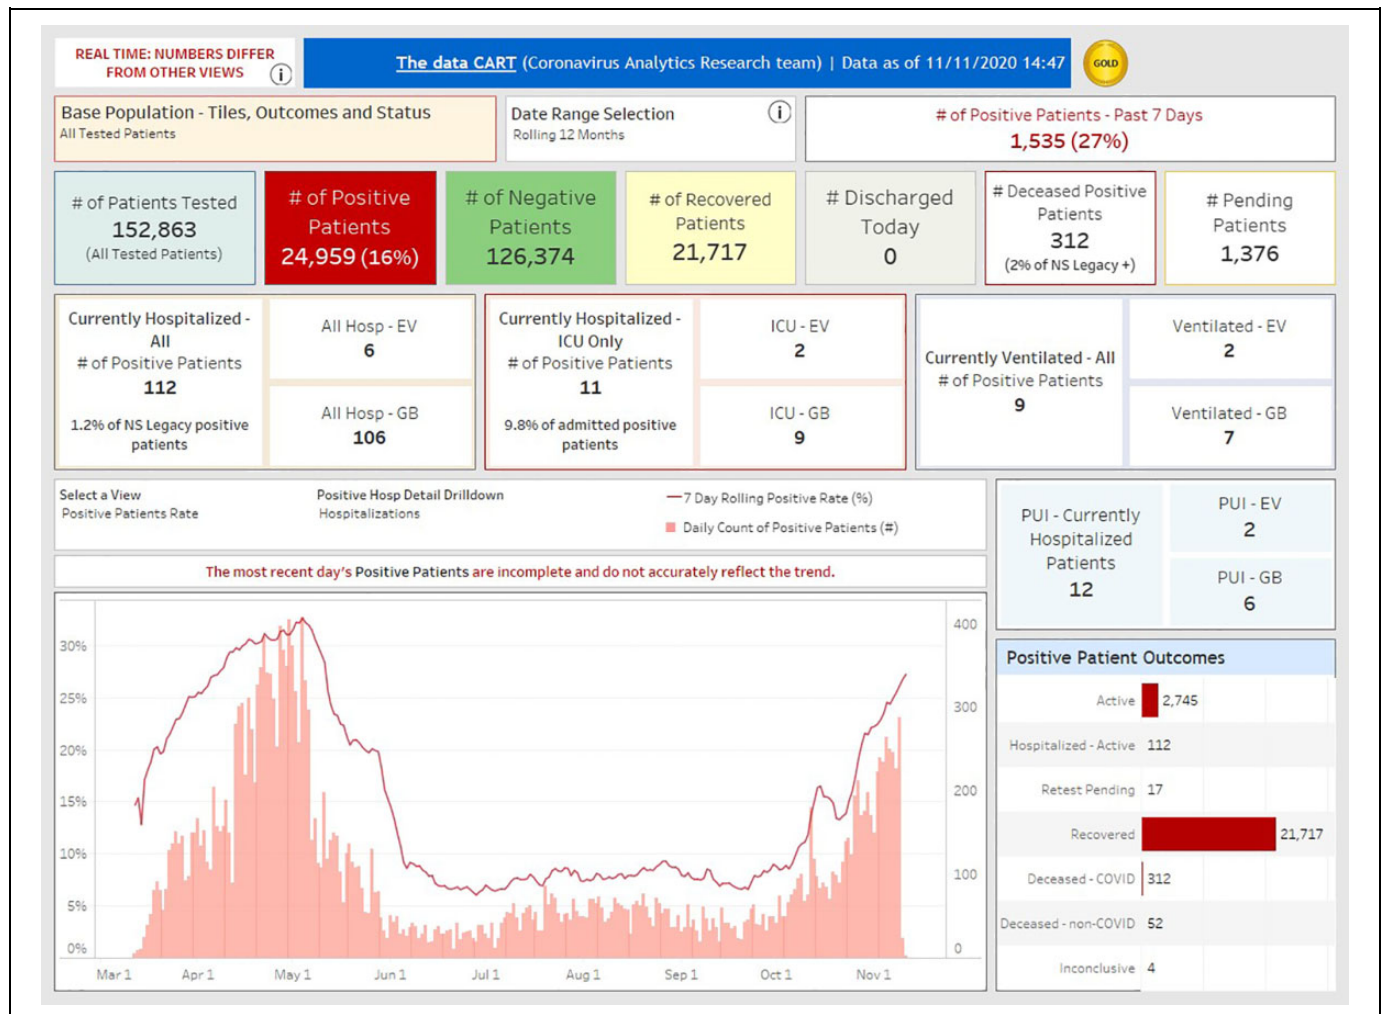 REAL TIME: NUMBERS DIFFER
FROM OTHER VIEWS
i
The data CART (Coronavirus Analytics Research team) | Data as of 11/11/2020 14:47
GOLD
Base Population - Tiles, Outcomes and Status
All Tested Patients
Date Range Selection
Rolling 12 Months
i
# of Positive Patients - Past 7 Days
1,535 (27%)
# of Patients Tested
152,863
(All Tested Patients)
# of Positive
Patients
24,959 (16%)
# of Negative
Patients
126,374
# of Recovered
Patients
21,717
# Discharged
Today
0
# Deceased Positive
Patients
312
(2% of NS Legacy +)
# Pending
Patients
1,376
Currently Hospitalized -
All
# of Positive Patients
112
1.2% of NS Legacy positive
patients
All Hosp - EV
6
All Hosp - GB
106
Currently Hospitalized -
ICU Only
# of Positive Patients
11
9.8% of admitted positive
patients
ICU - EV
2
ICU - GB
9
Currently Ventilated - All
# of Positive Patients
9
Ventilated - EV
2
Ventilated - GB
7
Select a View
Positive Patients Rate
Positive Hosp Detail Drilldown
Hospitalizations
7 Day Rolling Positive Rate (%)
Daily Count of Positive Patients (#)
The most recent day's Positive Patients are incomplete and do not accurately reflect the trend.
30%
25%
20%
15%
10%
5%
0%
400
300
200
100
0
Mar 1 Apr 1 May 1 Jun 1 Jul 1 Aug 1 Sep 1 Oct 1 Nov 1
PUI - Currently
Hospitalized
Patients
12
PUI - EV
2
PUI - GB
6
Positive Patient Outcomes
Active 2,745
Hospitalized - Active 112
Retest Pending 17
Recovered 21,717
Deceased - COVID 312
Deceased - non-COVID 52
Inconclusive 4